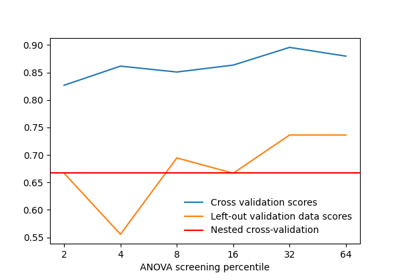 0.90
0.85
0.80
0.75
0.70
0.65
0.60
0.55
Cross validation scores
Left-out validation data scores
Nested cross-validation
2 4 8 16 32 64
ANOVA screening percentile